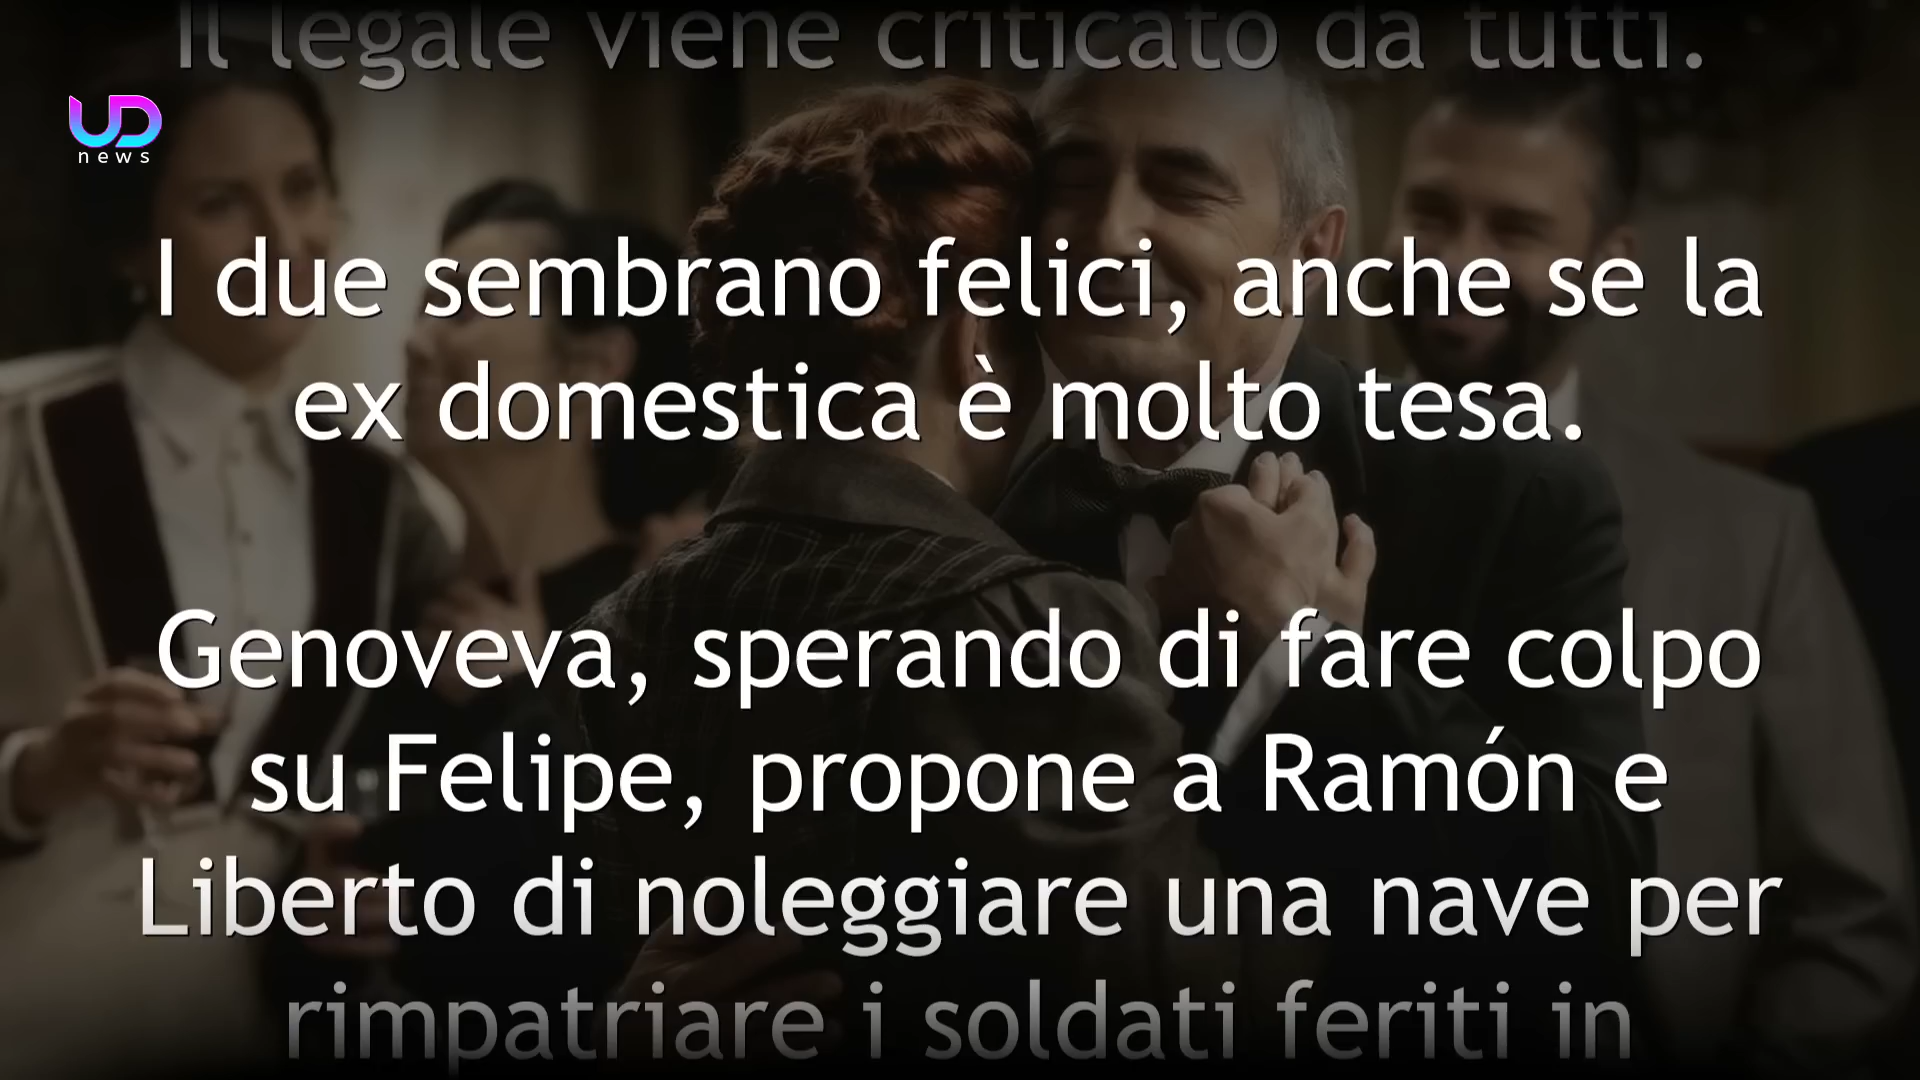 Il legale viene criticato da tutti.
UD
news
I due sembrano felici, anche se la
ex domestica è molto tesa.
Genoveva, sperando di fare colpo
su Felipe, propone a Ramón e
Liberto di noleggiare una nave per
rimpatriare i soldati feriti in